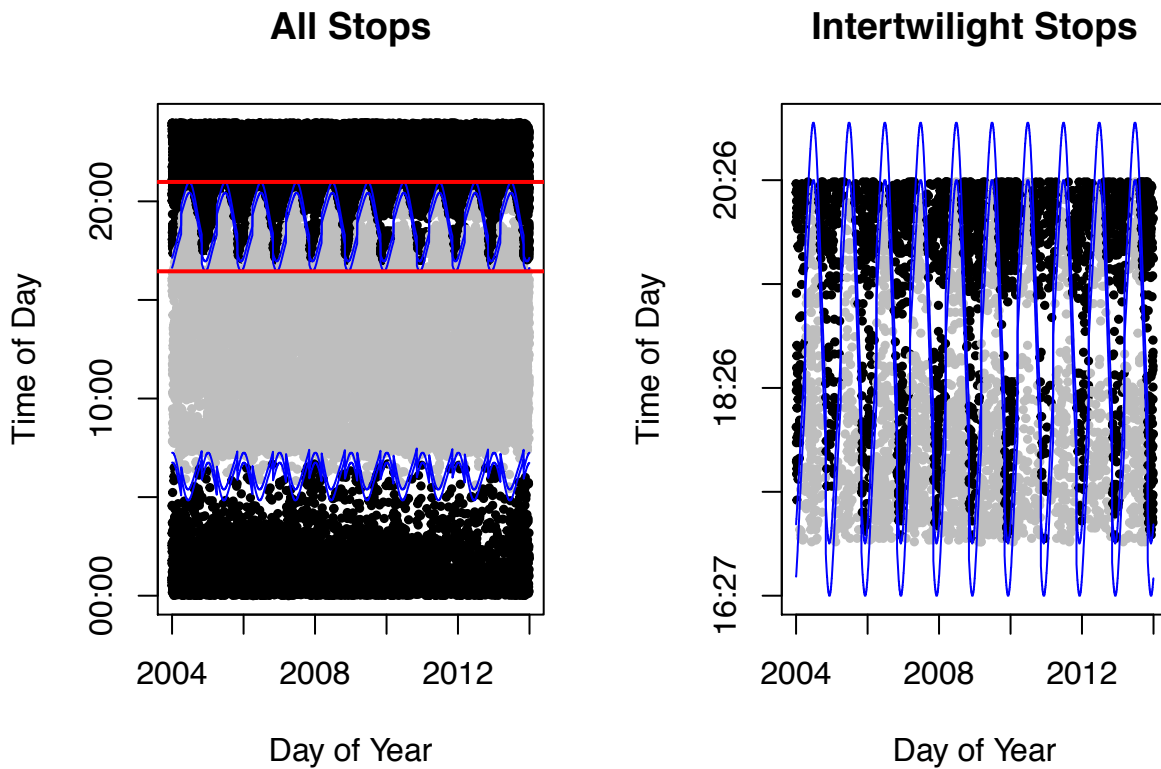 All Stops
Time of Day
20:00
10:00
00:00
2004 2008 2012
Day of Year
Intertwilight Stops
Time of Day
20:26
18:26
16:27
2004 2008 2012
Day of Year